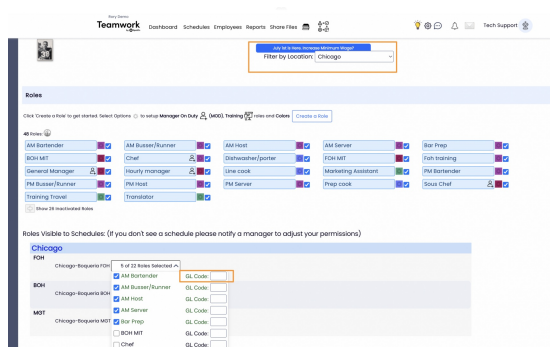 Kory Demo
Teamwork Dashboard Schedules Employees Reports Share Files Tech Support
July 1st is Here, Increase Minimum Wage?
Filter by Location: Chicago
Roles
Click 'Create a Role' to get started. Select Options to setup Manager On Duty (MOD), Training roles and Colors Create a Role
48 Roles:
AM Bartender AM Busser/Runner AM Host AM Server Bar Prep
BOH MIT Chef Dishwasher/porter FOH MIT Foh training
General Manager Hourly manager Line cook Marketing Assistant PM Bartender
PM Busser/Runner PM Host PM Server Prep cook Sous Chef
Training Travel Translator
Show 26 Inactivated Roles
Roles Visible to Schedules: (If you don't see a schedule please notify a manager to adjust your permissions)
Chicago
FOH
Chicago-Boqueria FOH 5 of 22 Roles Selected
AM Bartender GL Code:
AM Busser/Runner GL Code:
BOH
Chicago-Boqueria BOH
AM Host GL Code:
AM Server GL Code:
MGT
Chicago-Boqueria MGT Bar Prep GL Code:
BOH MIT GL Code:
Chef GL Code: